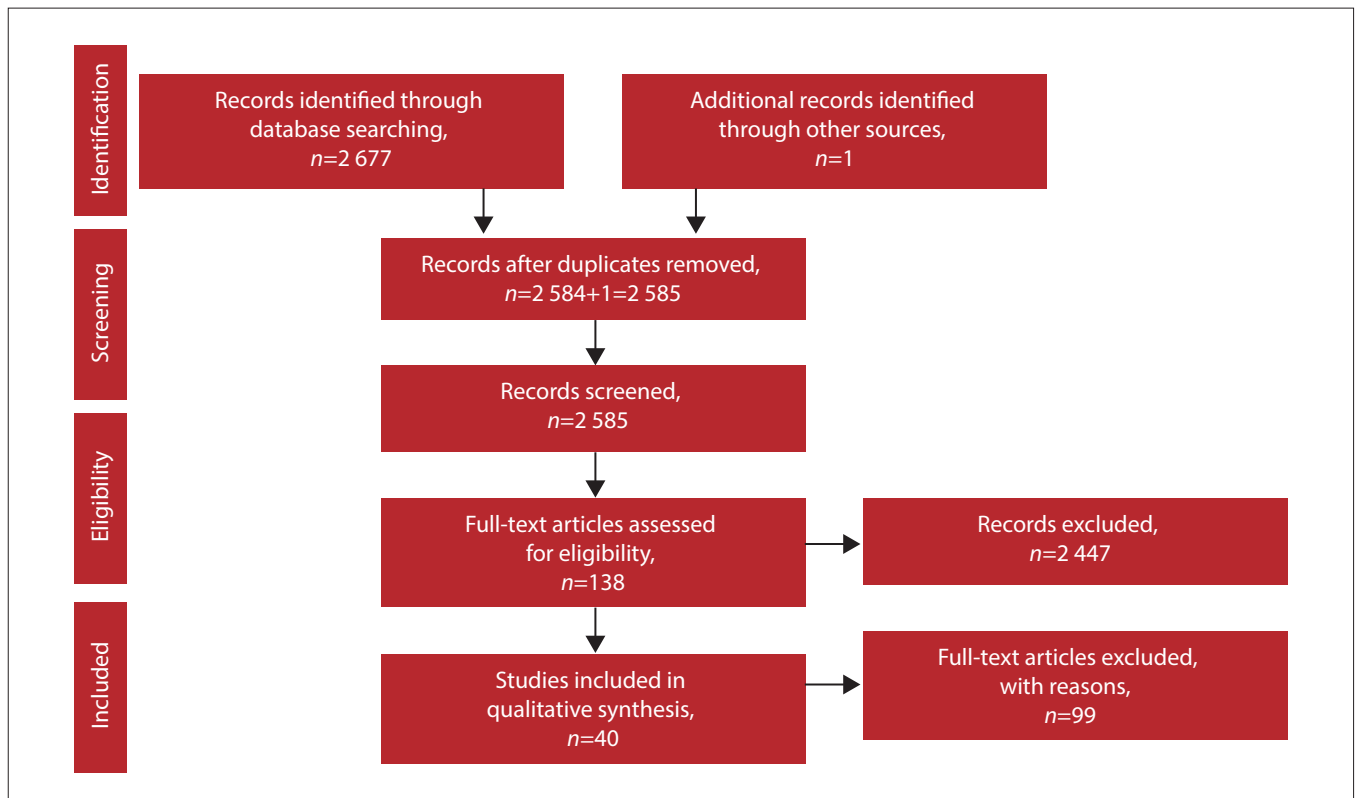 Identification
Records identified through
database searching,
n=2 677
Additional records identified
through other sources,
n=1
Screening
Records after duplicates removed,
n=2 584+1=2 585
Records screened,
n=2 585
Eligibility
Full-text articles assessed
for eligibility,
n=138
Records excluded,
n=2 447
Included
Studies included in
qualitative synthesis,
n=40
Full-text articles excluded,
with reasons,
n=99